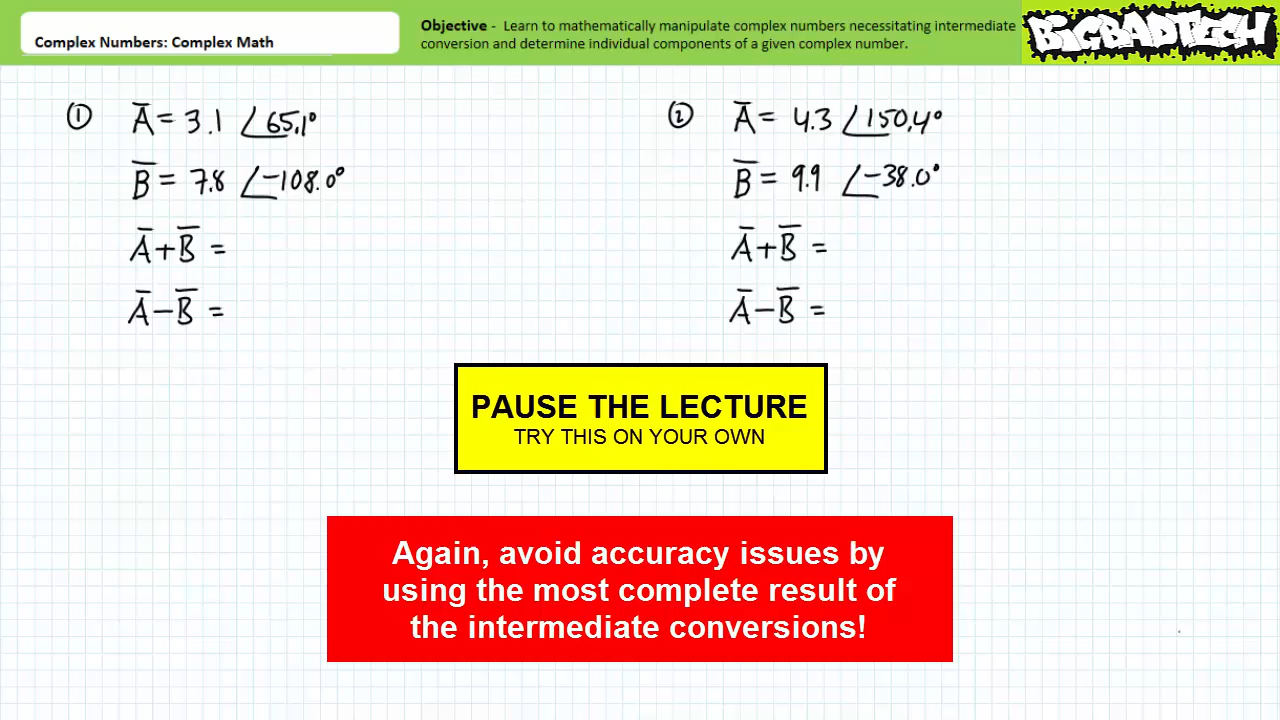 Complex Numbers: Complex Math
Objective - Learn to mathematically manipulate complex numbers necessitating intermediate
conversion and determine individual components of a given complex number.
BIGBADTECH
① A̅ = 3.1 ∠65.1°
B̅ = 7.8 ∠-108.0°
A̅+B̅ =
A̅-B̅ =
② A̅ = 4.3 ∠150.4°
B̅ = 9.9 ∠-38.0°
A̅+B̅ =
A̅-B̅ =
PAUSE THE LECTURE
TRY THIS ON YOUR OWN
Again, avoid accuracy issues by
using the most complete result of
the intermediate conversions!